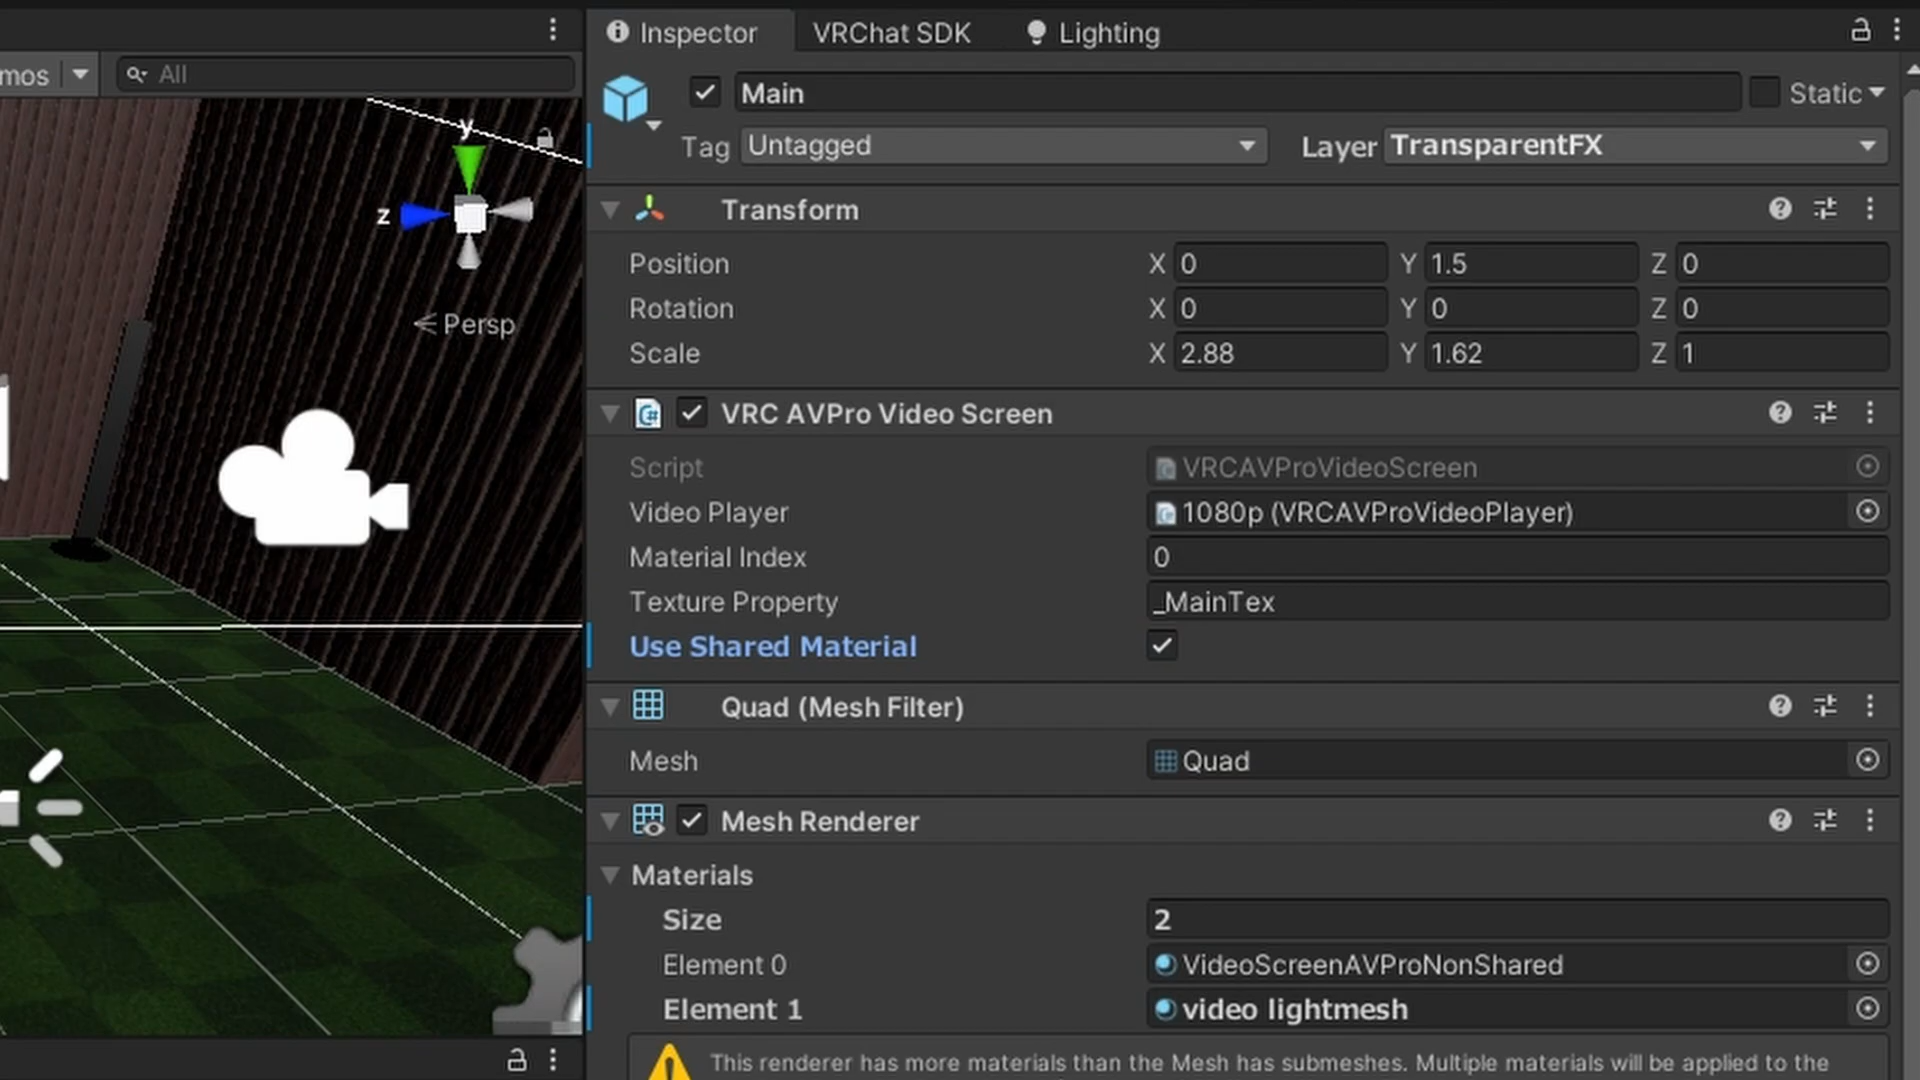 Inspector VRChat SDK Lighting
mos All
Main Static
Tag Untagged Layer TransparentFX
y
z
Persp
Transform
Position X 0 Y 1.5 Z 0
Rotation X 0 Y 0 Z 0
Scale X 2.88 Y 1.62 Z 1
VRC AVPro Video Screen
Script VRCAVProVideoScreen
Video Player 1080p (VRCAVProVideoPlayer)
Material Index 0
Texture Property _MainTex
Use Shared Material
Quad (Mesh Filter)
Mesh Quad
Mesh Renderer
Materials
Size 2
Element 0 VideoScreenAVProNonShared
Element 1 video lightmesh
This renderer has more materials than the Mesh has submeshes. Multiple materials will be applied to the